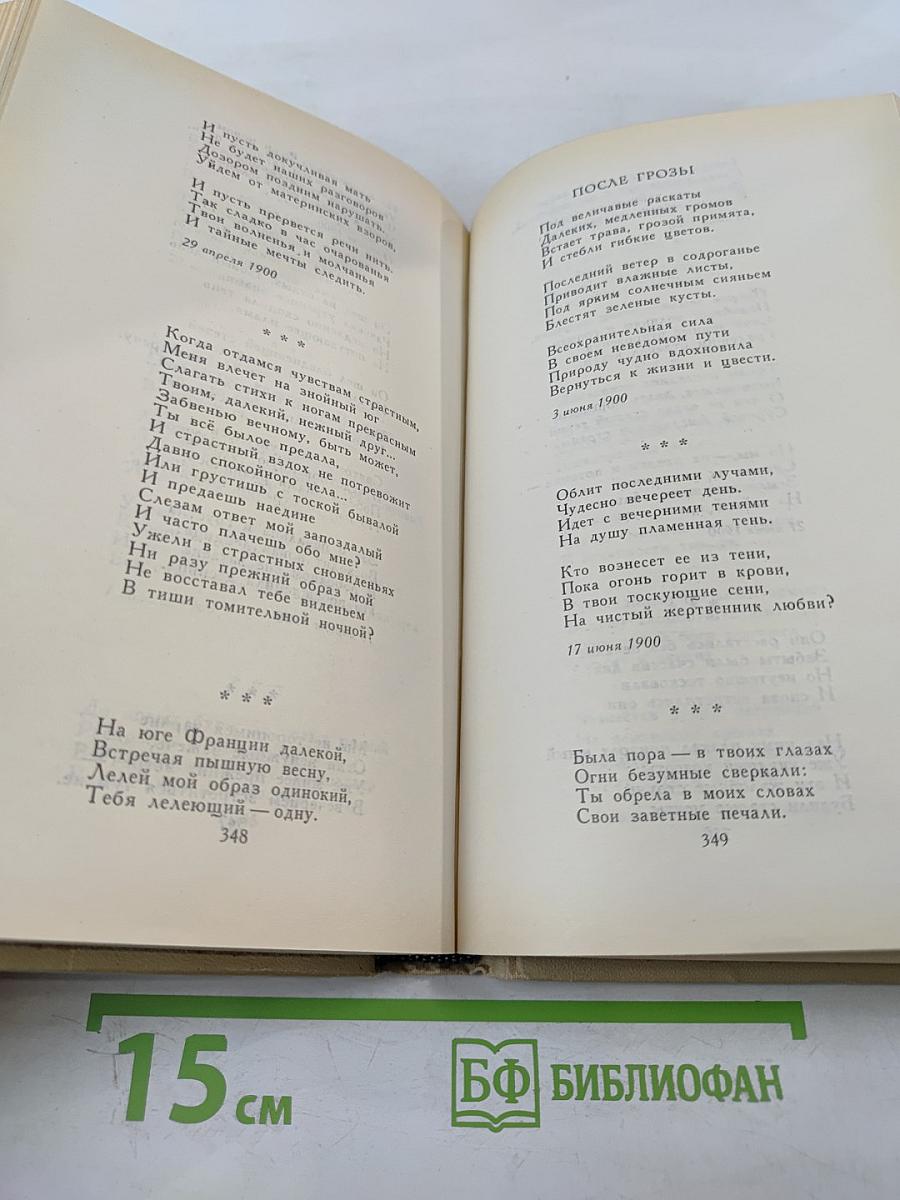 И пусть докучливая мать
Не будет наших разговоров
Дозором поздним нарушать.
Уйдем от материнских взоров,
И пусть прервется речи нить.
Так сладко в час очарованья
Твои волненья и молчанья
И тайные мечты следить.
29 апреля 1900
* * *
Когда отдамся чувствам страстным,
Меня влечет на знойный юг
Слагать стихи к ногам прекрасным
Твоим, далекий, нежный друг...
Забвенью вечному, быть может,
Ты всё былое предала,
И страстный вздох не потревожит
Давно спокойного чела...
Или грустишь с тоской бывалой
И предаешь наедине
Слезам ответ мой запоздалый
И часто плачешь обо мне?
Ужели в страстных сновиденьях
Ни разу прежний образ мой
Не восставал тебе виденьем
В тиши томительной ночной?
* * *
На юге Франции далекой,
Встречая пышную весну,
Лелей мой образ одинокий,
Тебя лелеющий — одну.
348
ПОСЛЕ ГРОЗЫ
Под величавые раскаты
Далеких, медленных громов
Встает трава, грозой примята,
И стебли гибкие цветов.
Последний ветер в содроганье
Приводит влажные листы,
Под ярким солнечным сияньем
Блестят зеленые кусты.
Всеохранительная сила
В своем неведомом пути
Природу чудно вдохновила
Вернуться к жизни и цвести.
3 июня 1900
* * *
Облит последними лучами,
Чудесно вечереет день.
Идет с вечерними тенями
На душу пламенная тень.
Кто вознесет ее из тени,
Пока огонь горит в крови,
В твои тоскующие сени,
На чистый жертвенник любви?
17 июня 1900
* * *
Была пора — в твоих глазах
Огни безумные сверкали:
Ты обрела в моих словах
Свои заветные печали.
349
15 см
БФ БИБЛИОФАН